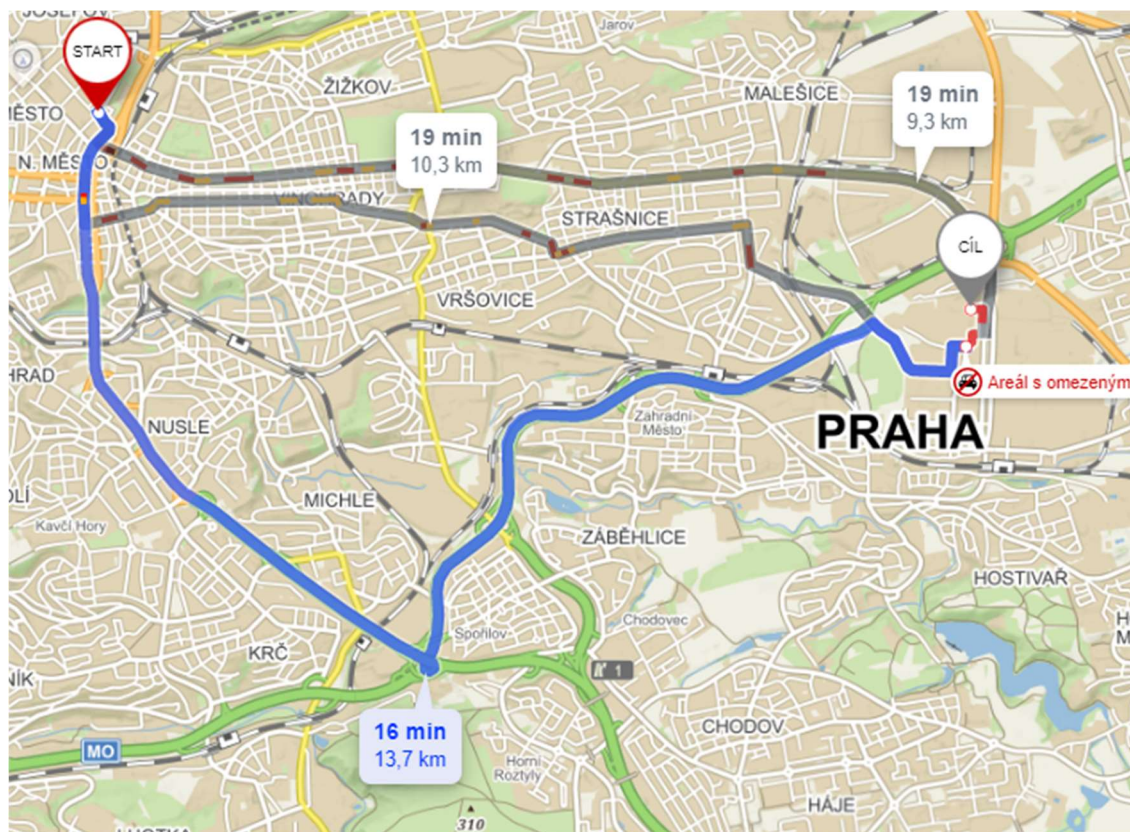 JOSEFOV
START
Jarov
ŽIŽKOV
MALEŠICE
19 min
9,3 km
MĚSTO
19 min
10,3 km
N. MĚSTO
VINOHRADY
STRAŠNICE
CÍL
VRŠOVICE
Areál s omezeným
HRAD
Zahradní
Město
PRAHA
NUSLE
MICHLE
Kavčí Hory
ZÁBĚHLICE
HOSTIVAŘ
Chodovec
Spořilov
KRČ
1
NÍK
16 min
13,7 km
MO
CHODOV
Horní
Roztyly
HÁJE
310
LHOTKA